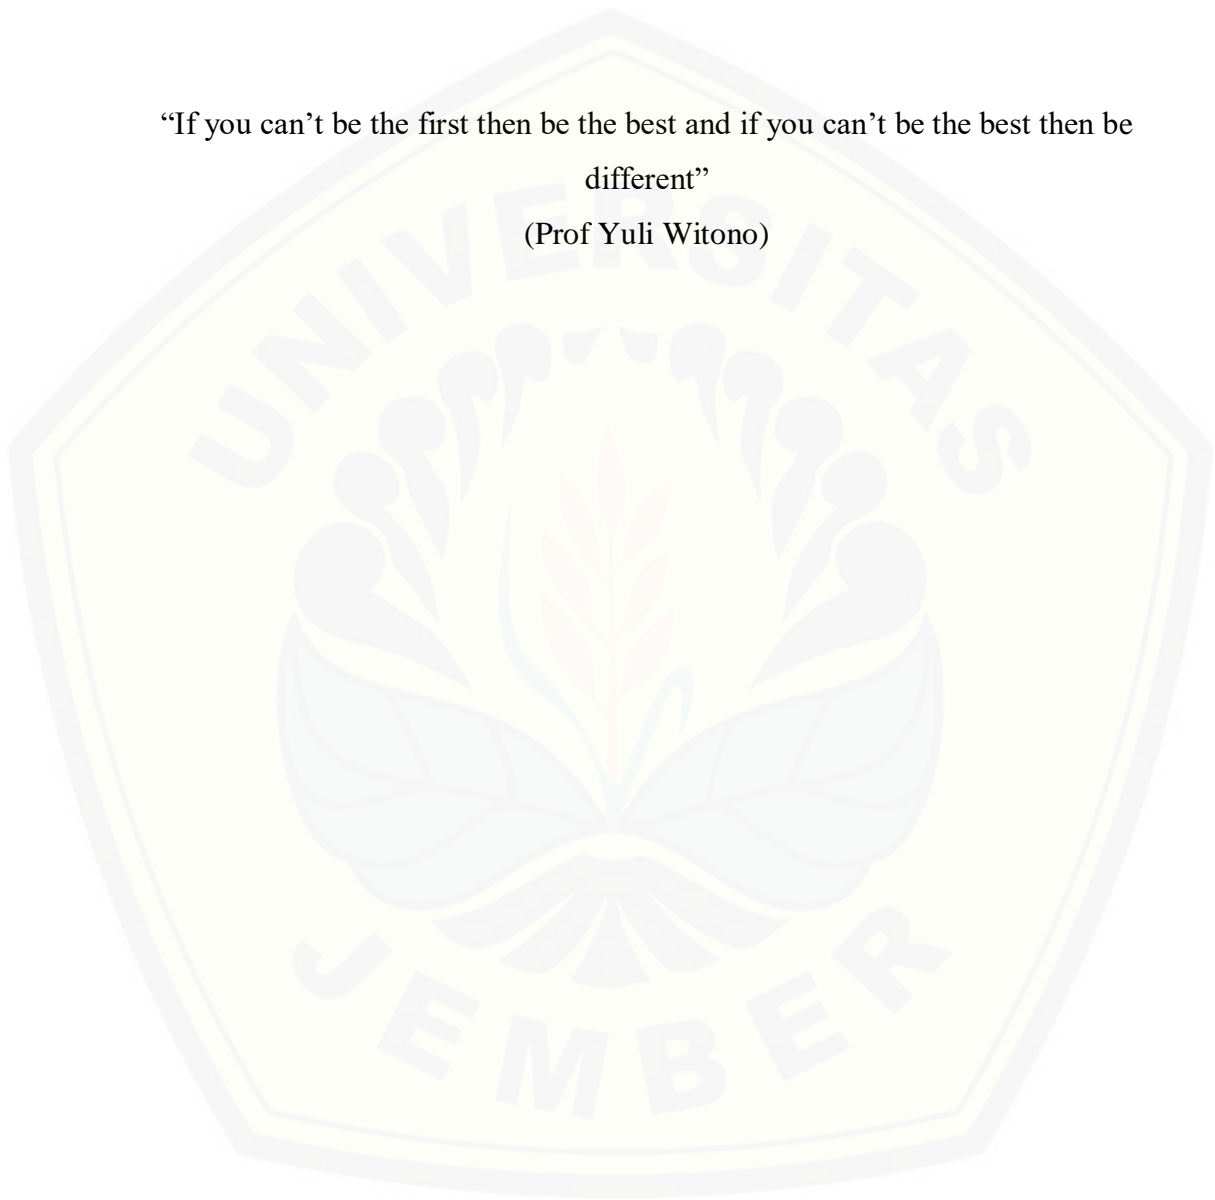 “If you can’t be the first then be the best and if you can’t be the best then be
different”
(Prof Yuli Witono)
UNIVERSITAS
JEMBER